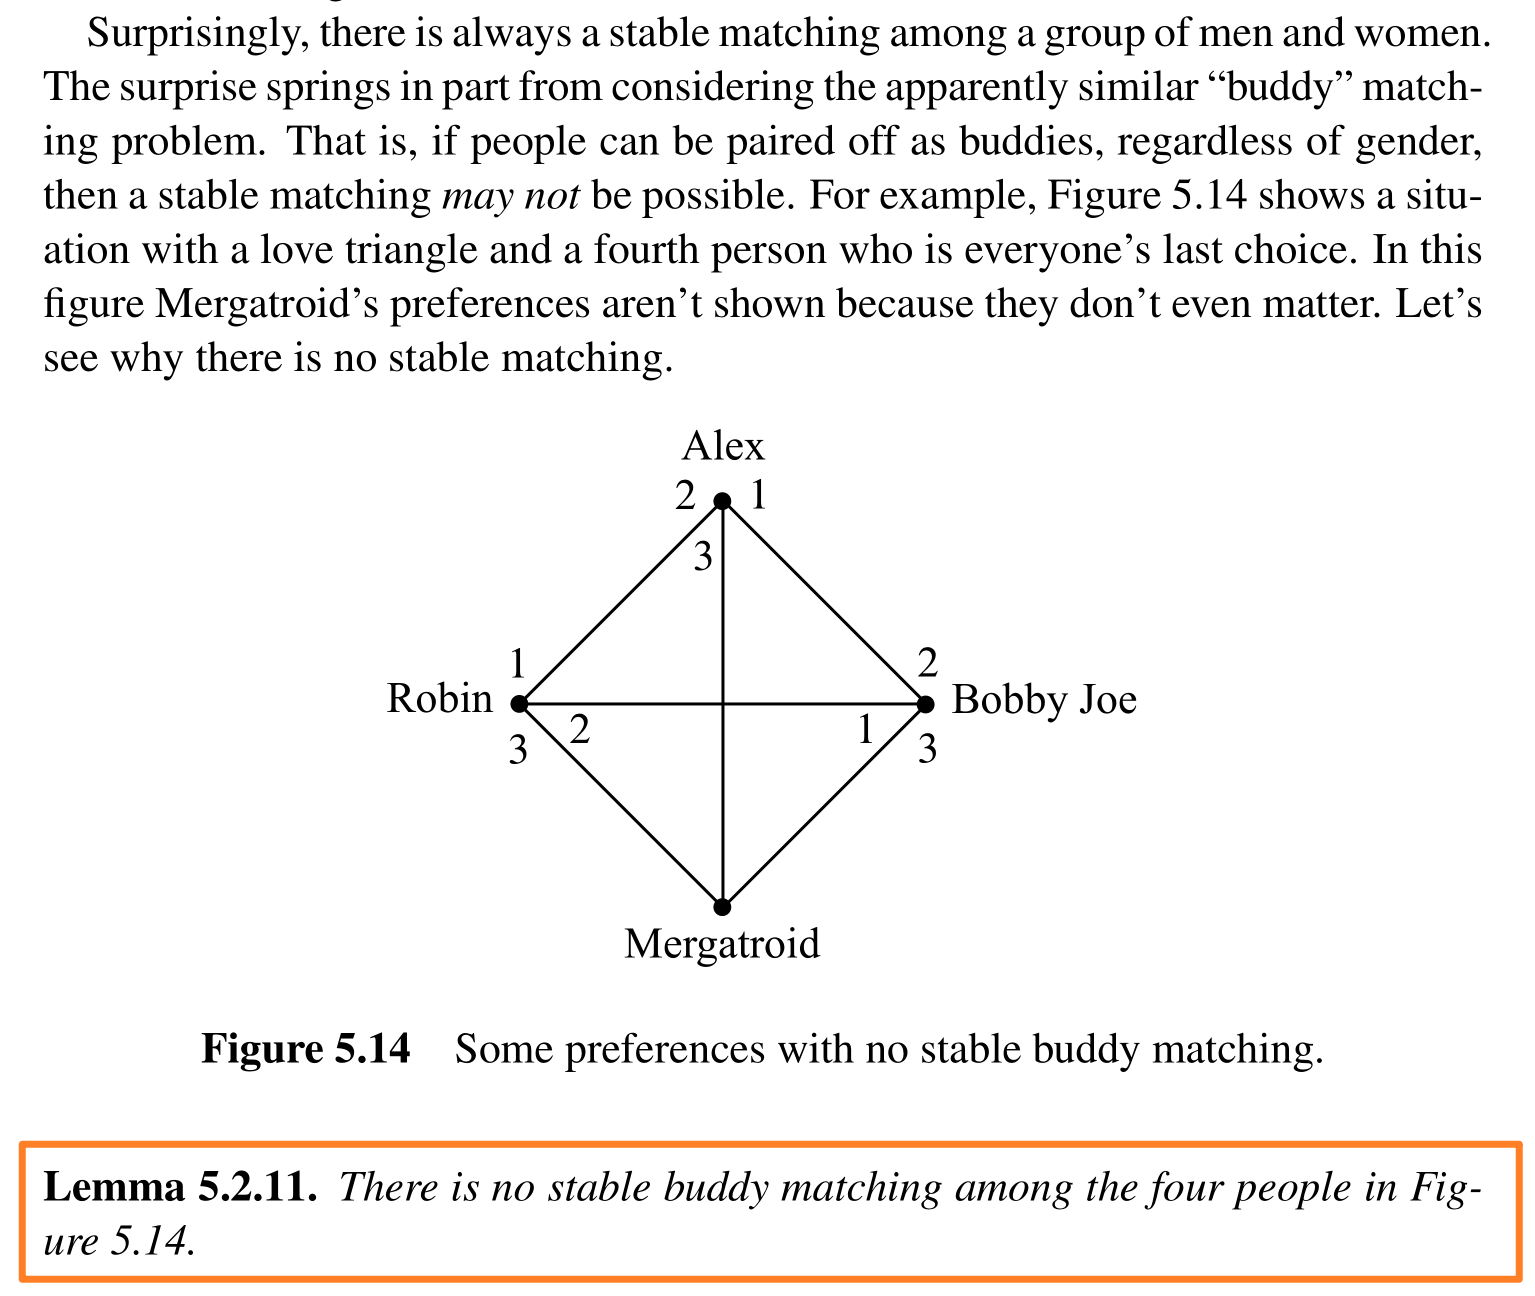 Surprisingly, there is always a stable matching among a group of men and women.
The surprise springs in part from considering the apparently similar “buddy” match-
ing problem. That is, if people can be paired off as buddies, regardless of gender,
then a stable matching may not be possible. For example, Figure 5.14 shows a situ-
ation with a love triangle and a fourth person who is everyone’s last choice. In this
figure Mergatroid’s preferences aren’t shown because they don’t even matter. Let’s
see why there is no stable matching.
Alex
2 1
3
1 2
Robin Bobby Joe
3 2 1 3
Mergatroid
Figure 5.14 Some preferences with no stable buddy matching.
Lemma 5.2.11. There is no stable buddy matching among the four people in Fig-
ure 5.14.